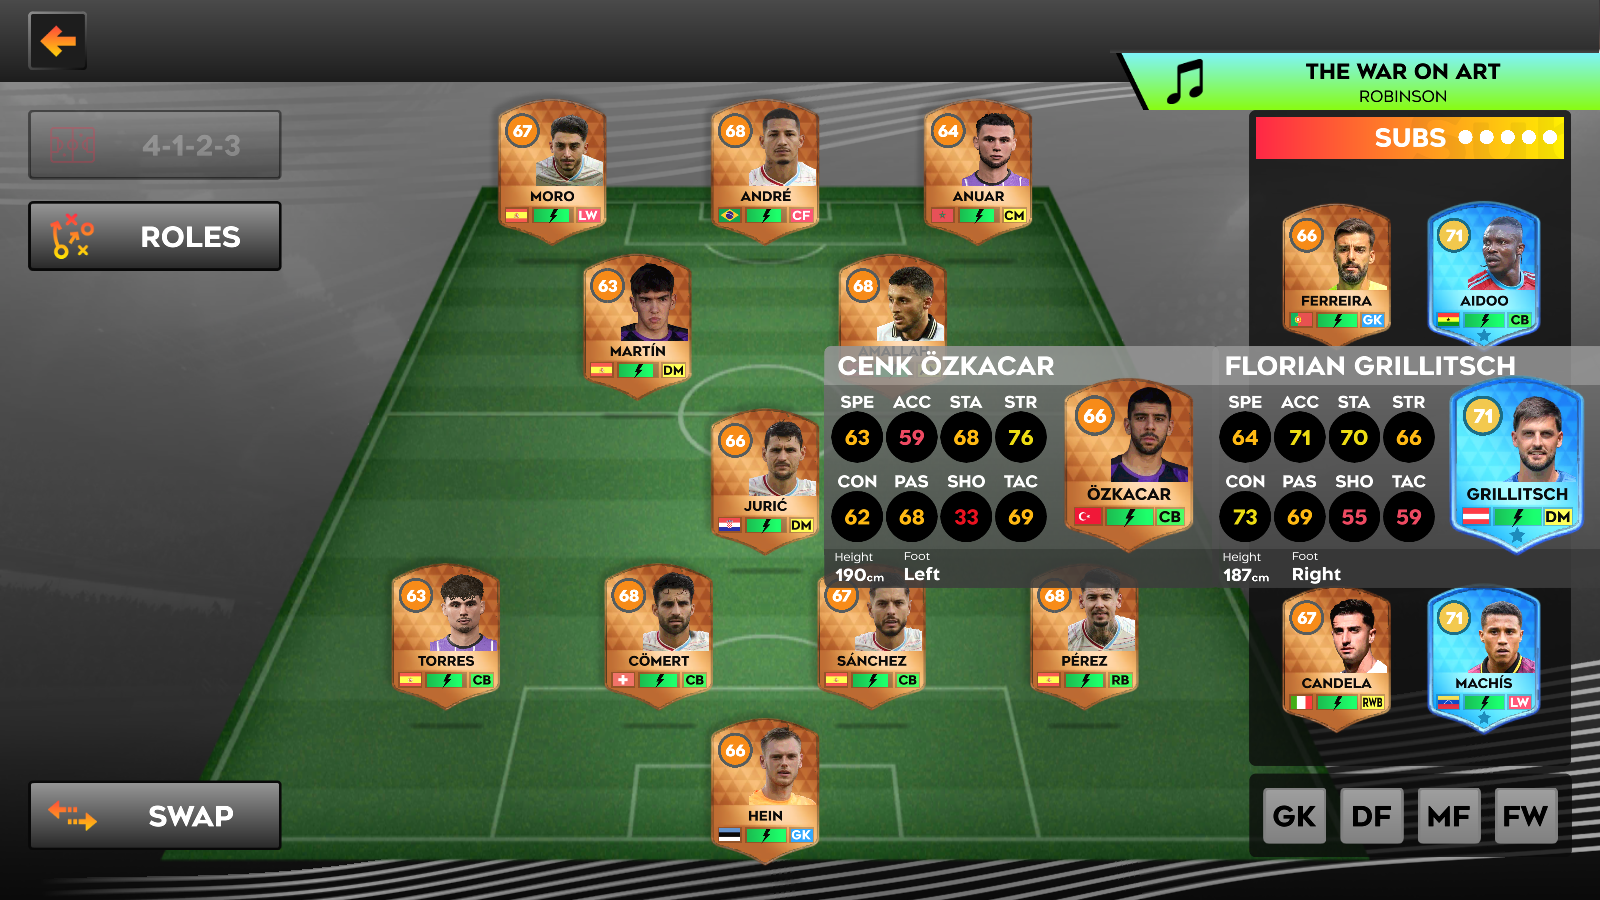 THE WAR ON ART
ROBINSON
4-1-2-3
ROLES
SUBS
67
MORO
LW
68
ANDRÉ
CF
64
ANUAR
CM
66
FERREIRA
GK
71
AIDOO
CB
63
MARTÍN
DM
68
AMALLAH
CENK ÖZKACAR
SPE ACC STA STR
63 59 68 76
CON PAS SHO TAC
62 68 33 69
Height Foot
190cm Left
66
ÖZKACAR
CB
FLORIAN GRILLITSCH
SPE ACC STA STR
64 71 70 66
CON PAS SHO TAC
73 69 55 59
Height Foot
187cm Right
71
GRILLITSCH
DM
66
JURIĆ
DM
63
TORRES
CB
68
CÖMERT
CB
67
SÁNCHEZ
CB
68
PÉREZ
RB
67
CANDELA
RWB
71
MACHÍS
LW
66
HEIN
GK
SWAP
GK DF MF FW